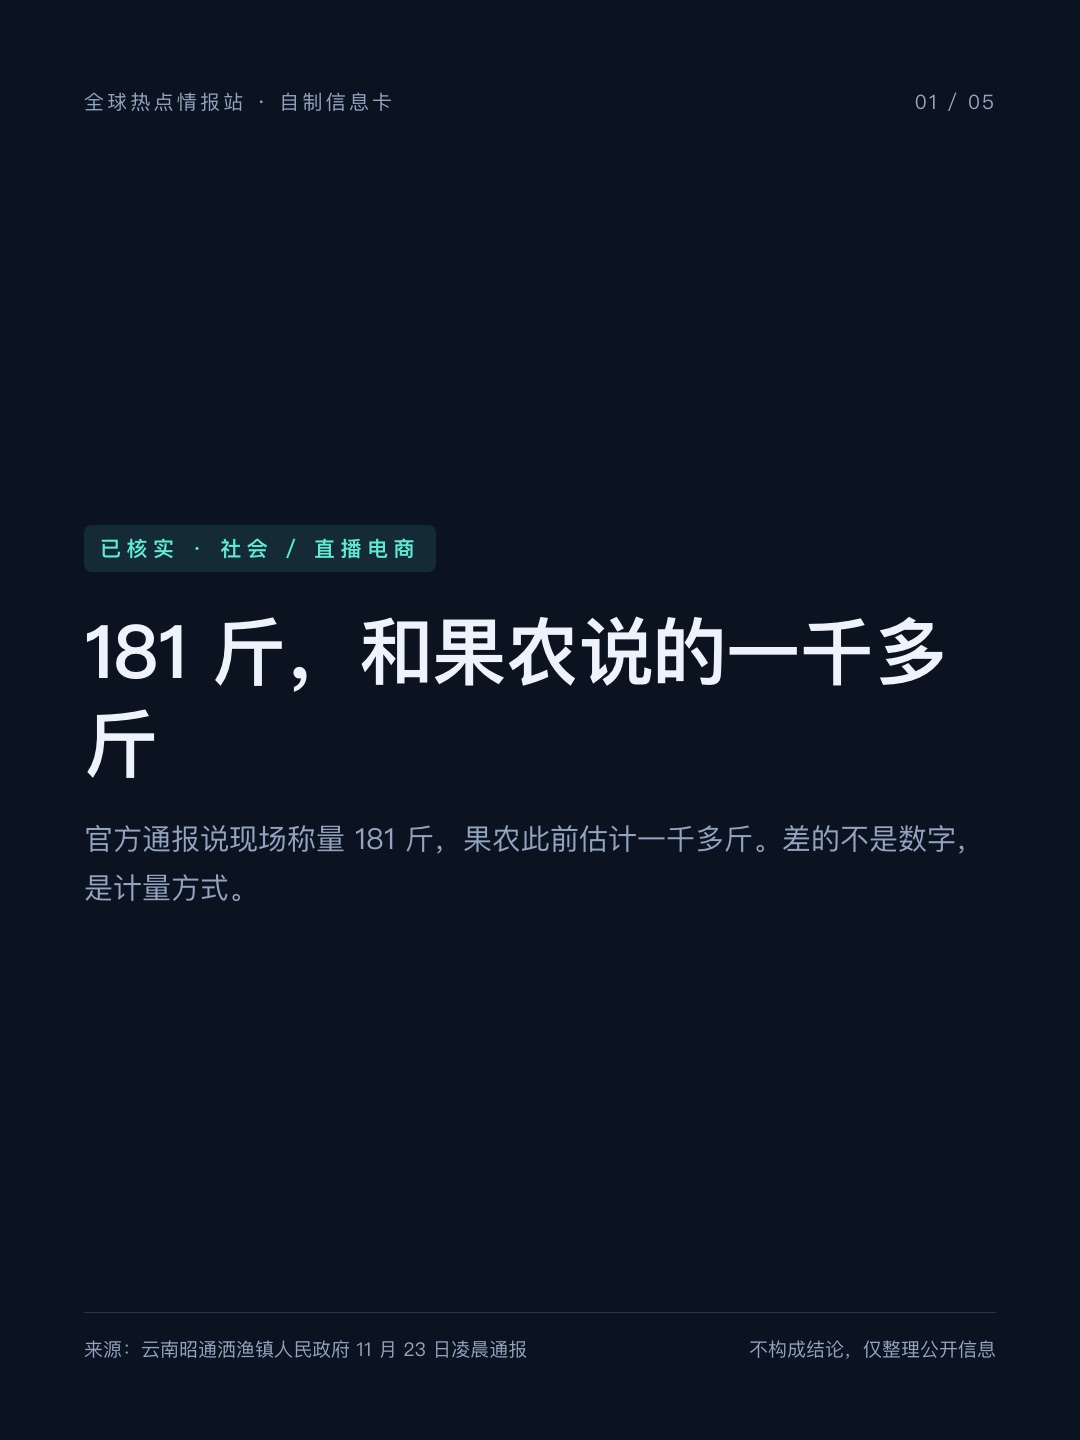 全球热点情报站 · 自制信息卡
01 / 05
已核实 · 社会 / 直播电商
181 斤，和果农说的一千多
斤
官方通报说现场称量 181 斤，果农此前估计一千多斤。差的不是数字，
是计量方式。
来源：云南昭通洒渔镇人民政府 11 月 23 日凌晨通报
不构成结论，仅整理公开信息